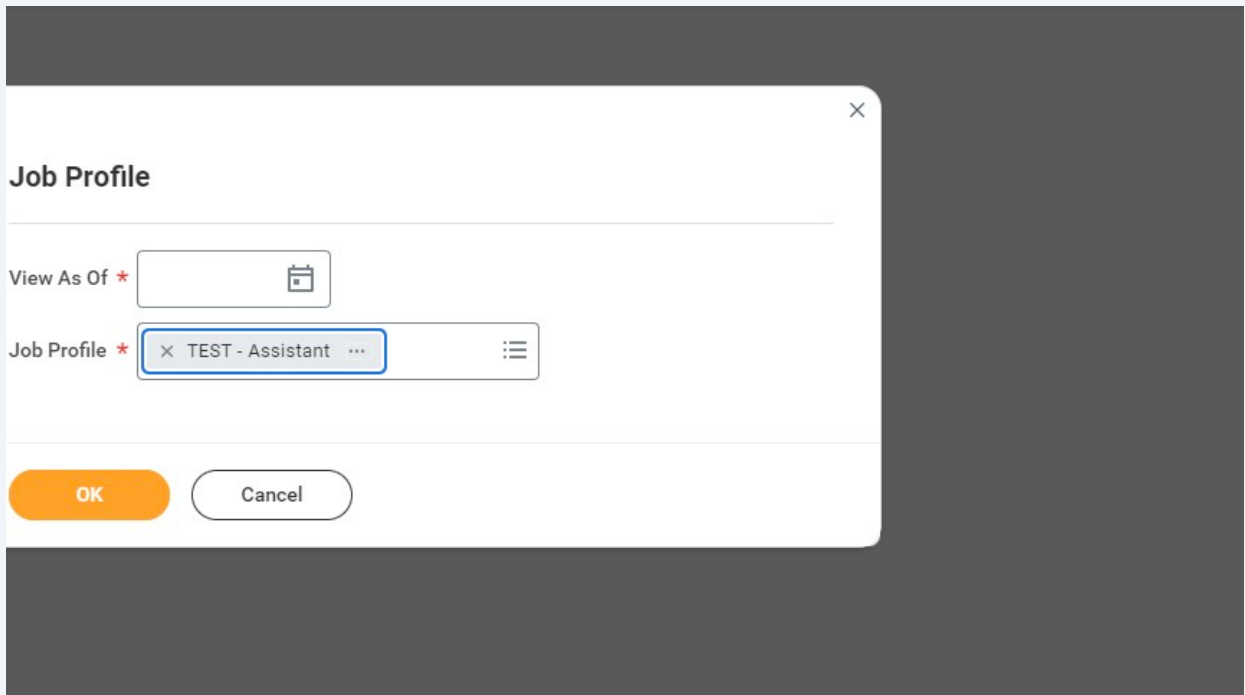 Job Profile
View As Of *
Job Profile * × TEST - Assistant ...
OK Cancel